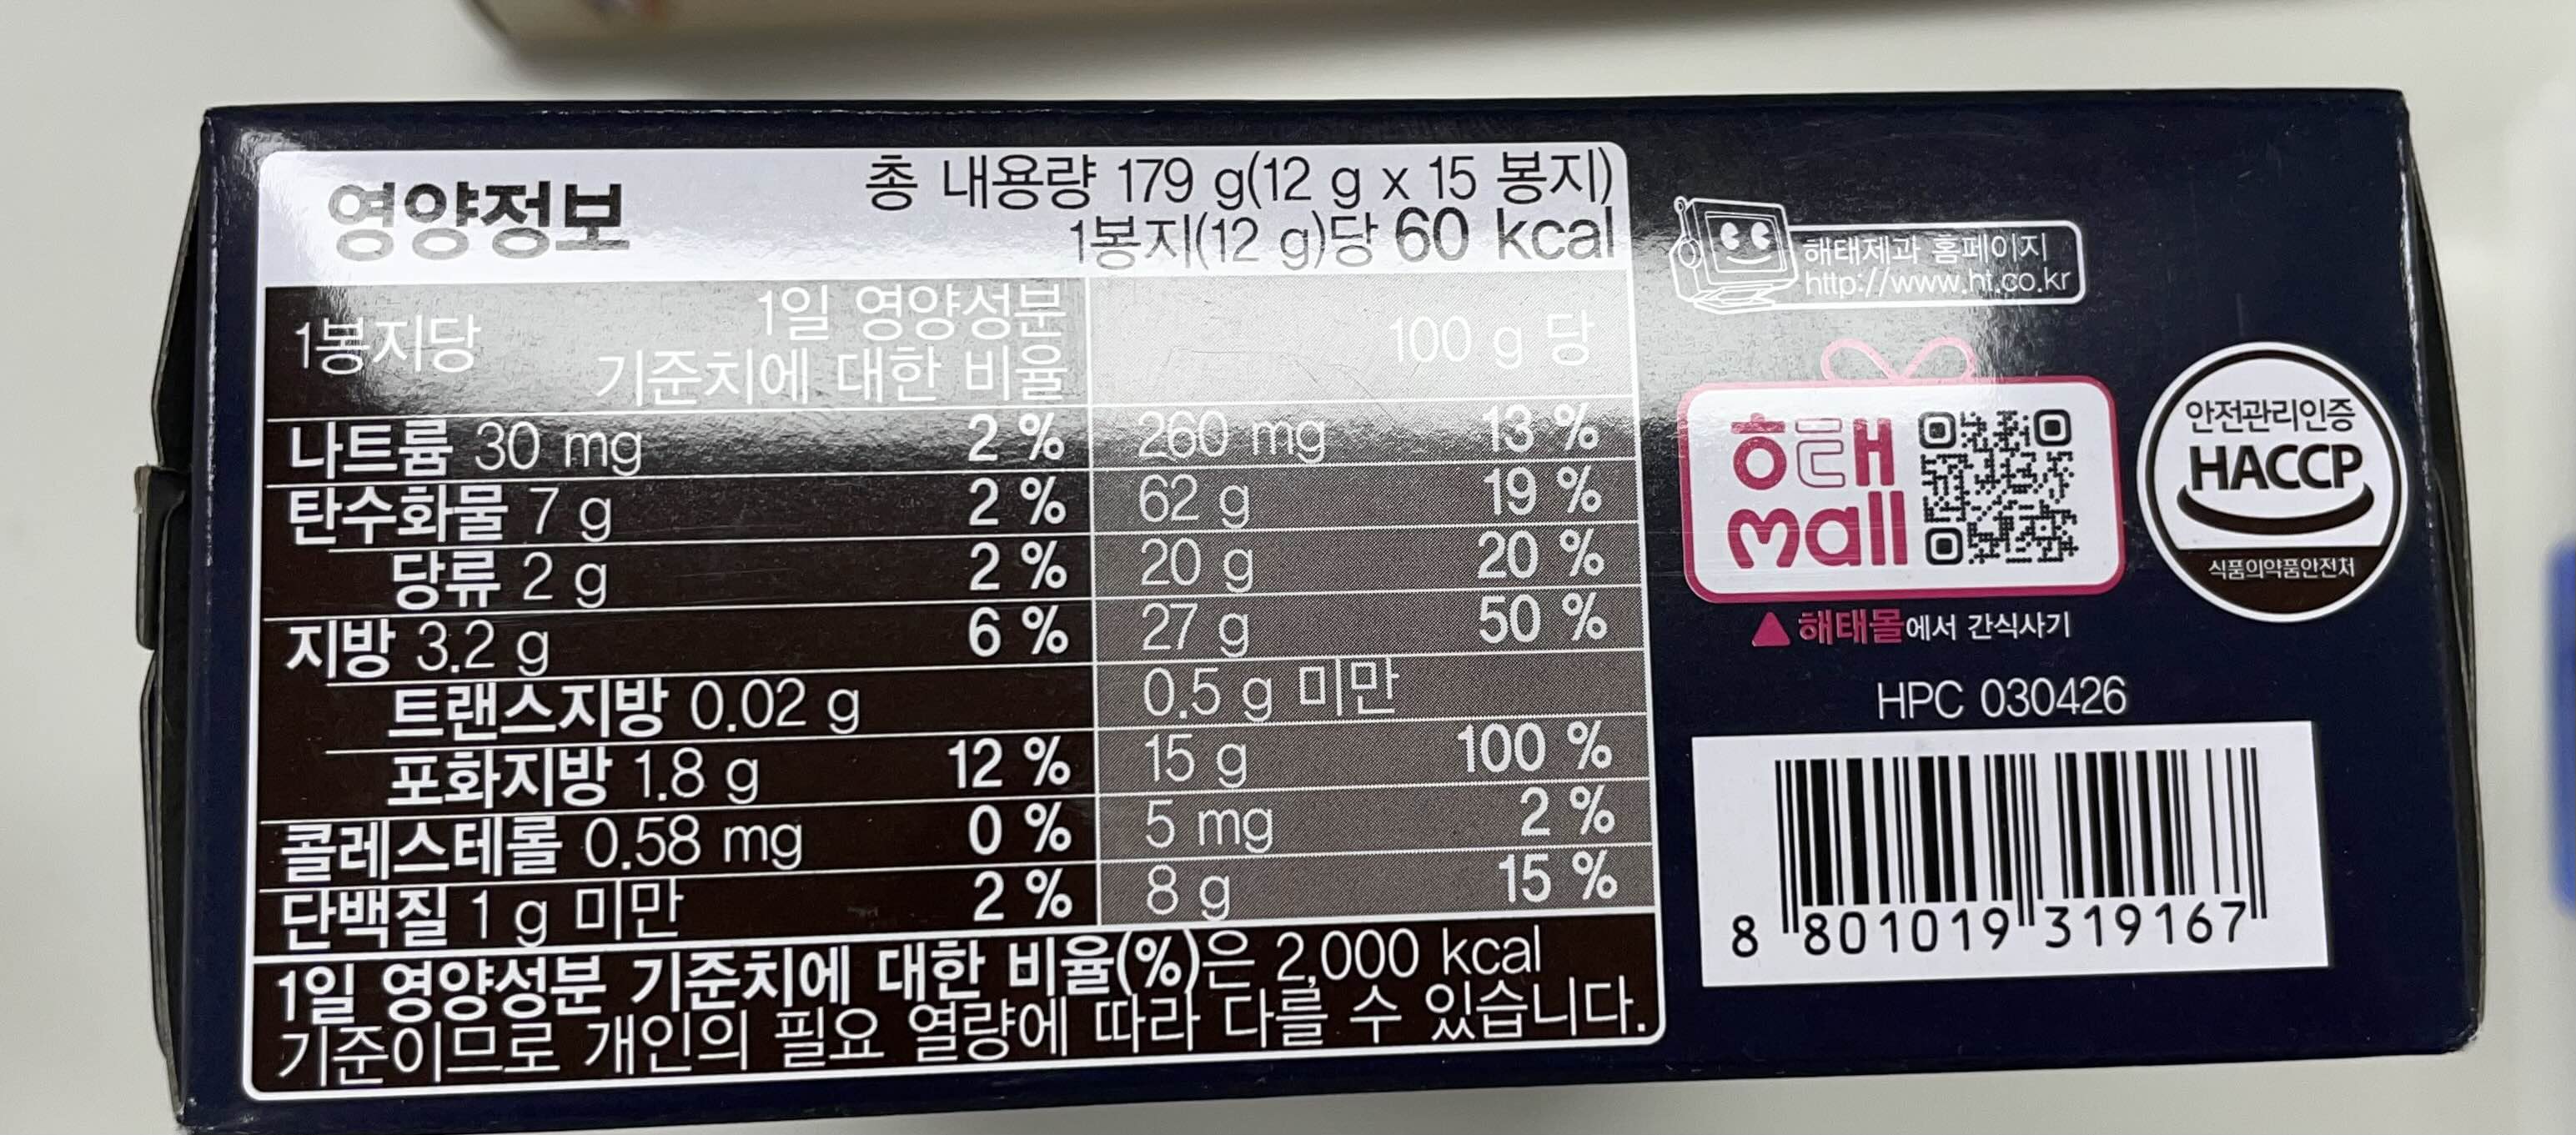 영양정보
총 내용량 179 g(12 g x 15 봉지)
1봉지(12 g)당 60 kcal
1봉지당 1일 영양성분 기준치에 대한 비율 100 g 당
나트륨 30 mg 2 % 260 mg 13 %
탄수화물 7 g 2 % 62 g 19 %
당류 2 g 2 % 20 g 20 %
지방 3.2 g 6 % 27 g 50 %
트랜스지방 0.02 g 0.5 g 미만
포화지방 1.8 g 12 % 15 g 100 %
콜레스테롤 0.58 mg 0 % 5 mg 2 %
단백질 1 g 미만 2 % 8 g 15 %
1일 영양성분 기준치에 대한 비율(%)은 2,000 kcal
기준이므로 개인의 필요 열량에 따라 다를 수 있습니다.
해태제과 홈페이지
http://www.ht.co.kr
해태
mall
▲해태몰에서 간식사기
안전관리인증
HACCP
식품의약품안전처
HPC 030426
8 801019 319167